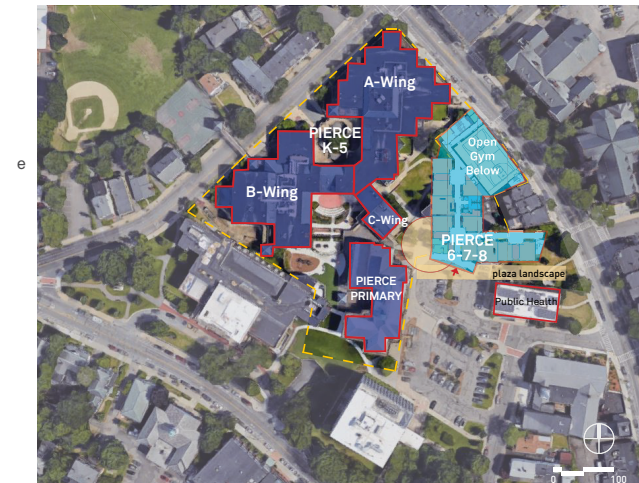 A-Wing
PIERCE
K-5
Open
Gym
Below
e
B-Wing
C-Wing
PIERCE
6-7-8
plaza landscape
PIERCE
PRIMARY
Public Health
0
100